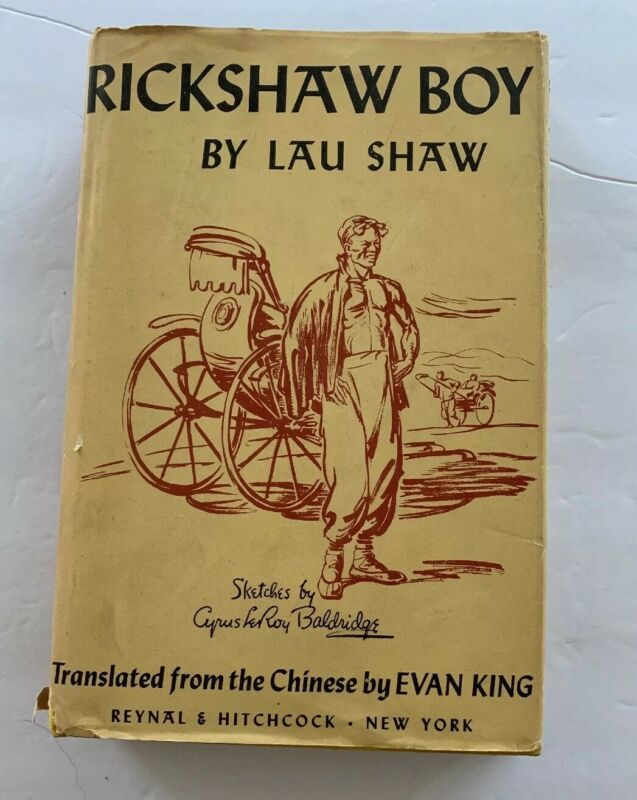 RICKSHAW BOY
BY LAU SHAW
Sketches by
Cyrus LeRoy Baldridge
Translated from the Chinese by EVAN KING
REYNAL & HITCHCOCK · NEW YORK